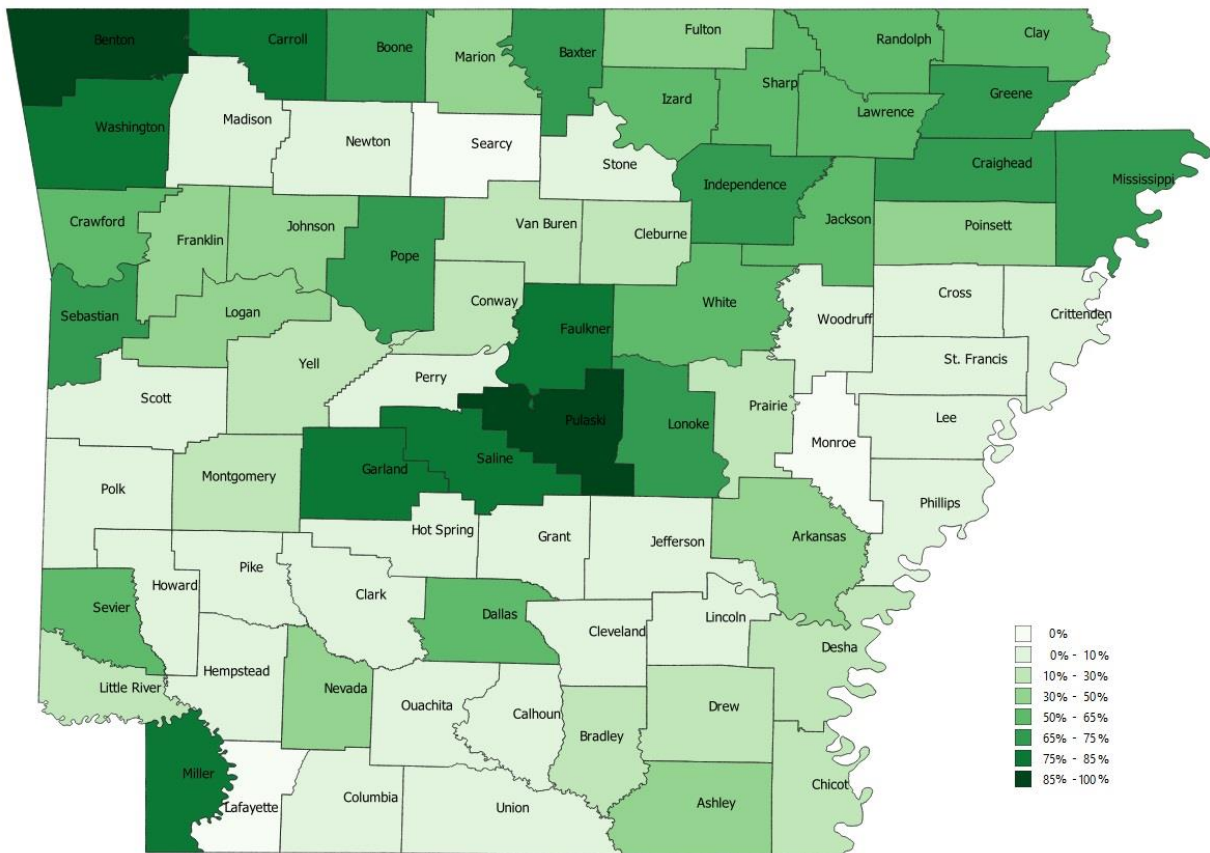 Benton
Carroll
Boone
Marion
Baxter
Fulton
Randolph
Clay
Sharp
Izard
Greene
Lawrence
Washington
Madison
Newton
Searcy
Stone
Independence
Craighead
Mississippi
Crawford
Franklin
Johnson
Pope
Van Buren
Cleburne
Jackson
Poinsett
Sebastian
Logan
Conway
Faulkner
White
Woodruff
Cross
Crittenden
Yell
Perry
St. Francis
Scott
Pulaski
Lonoke
Prairie
Monroe
Lee
Polk
Montgomery
Garland
Saline
Phillips
Hot Spring
Grant
Jefferson
Arkansas
Howard
Pike
Clark
Sevier
Dallas
Cleveland
Lincoln
Desha
Hempstead
Little River
Nevada
Ouachita
Calhoun
Bradley
Drew
Miller
Lafayette
Columbia
Union
Ashley
Chicot
0%
0% - 10%
10% - 30%
30% - 50%
50% - 65%
65% - 75%
75% - 85%
85% -100%